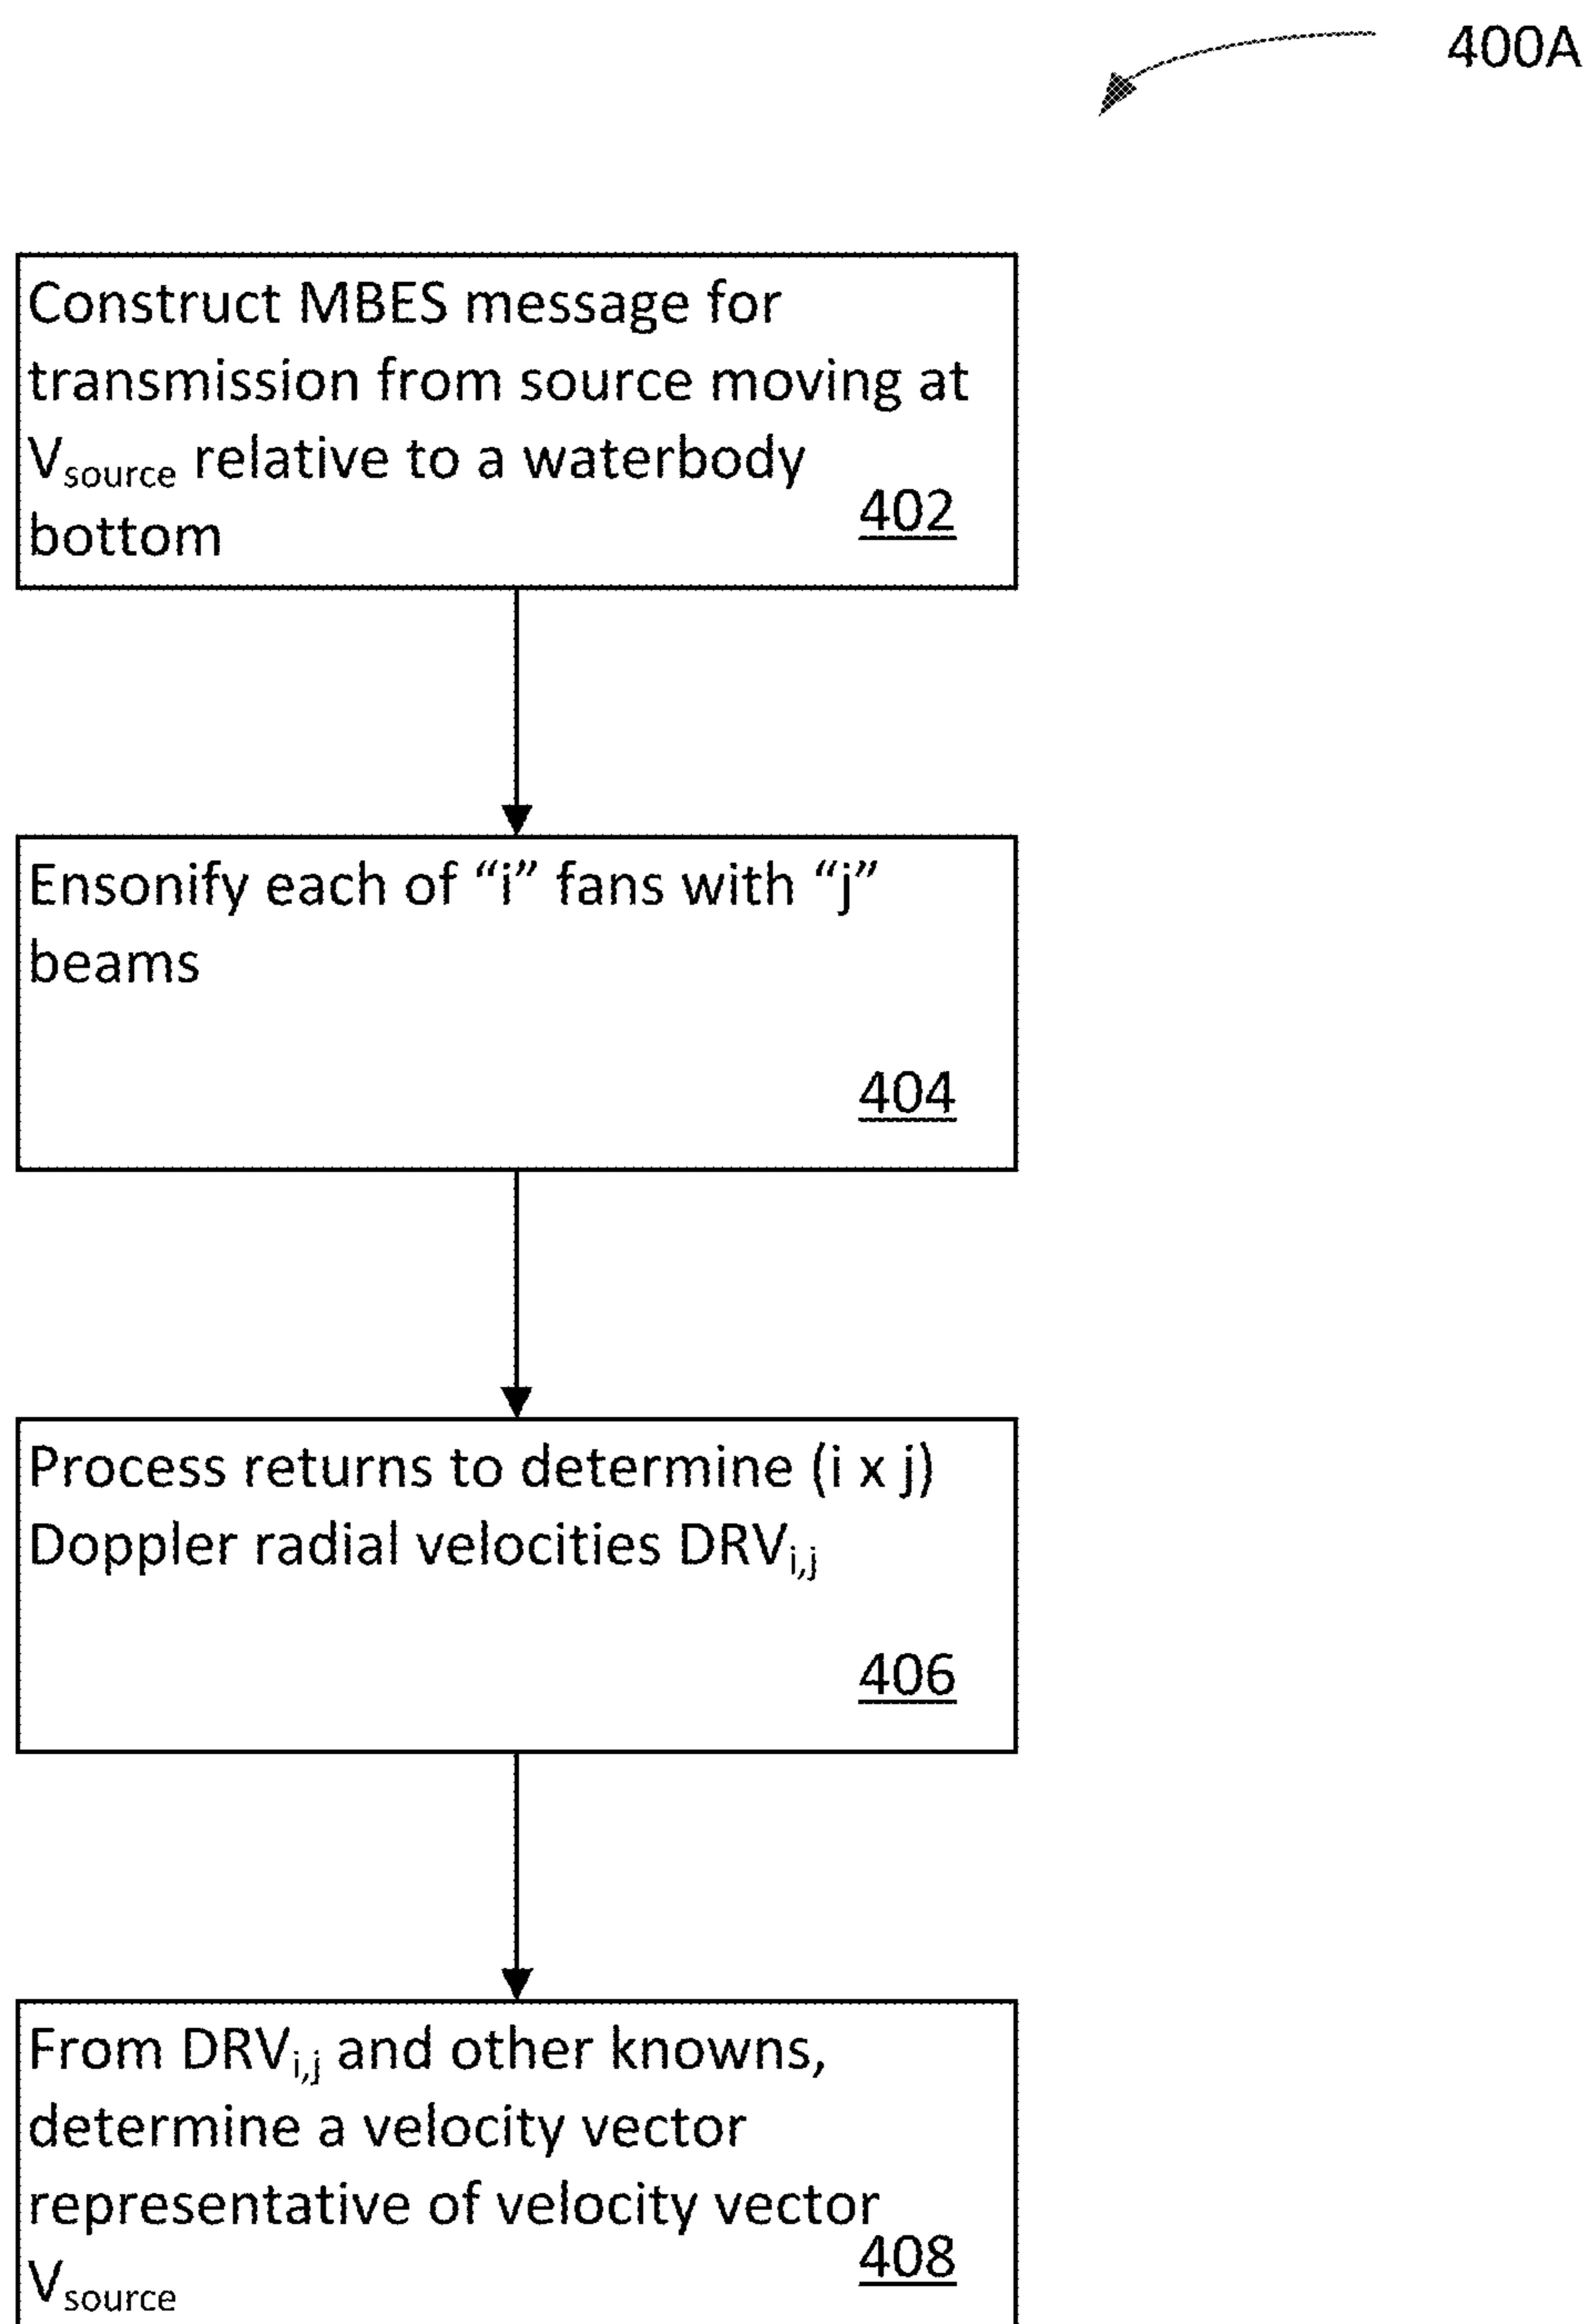 400A
Construct MBES message for
transmission from source moving at
Vsource relative to a waterbody
bottom
402
Ensonify each of “i” fans with “j”
beams
404
Process returns to determine (i x j)
Doppler radial velocities DRVi,j
406
From DRVi,j and other knowns,
determine a velocity vector
representative of velocity vector
Vsource
408